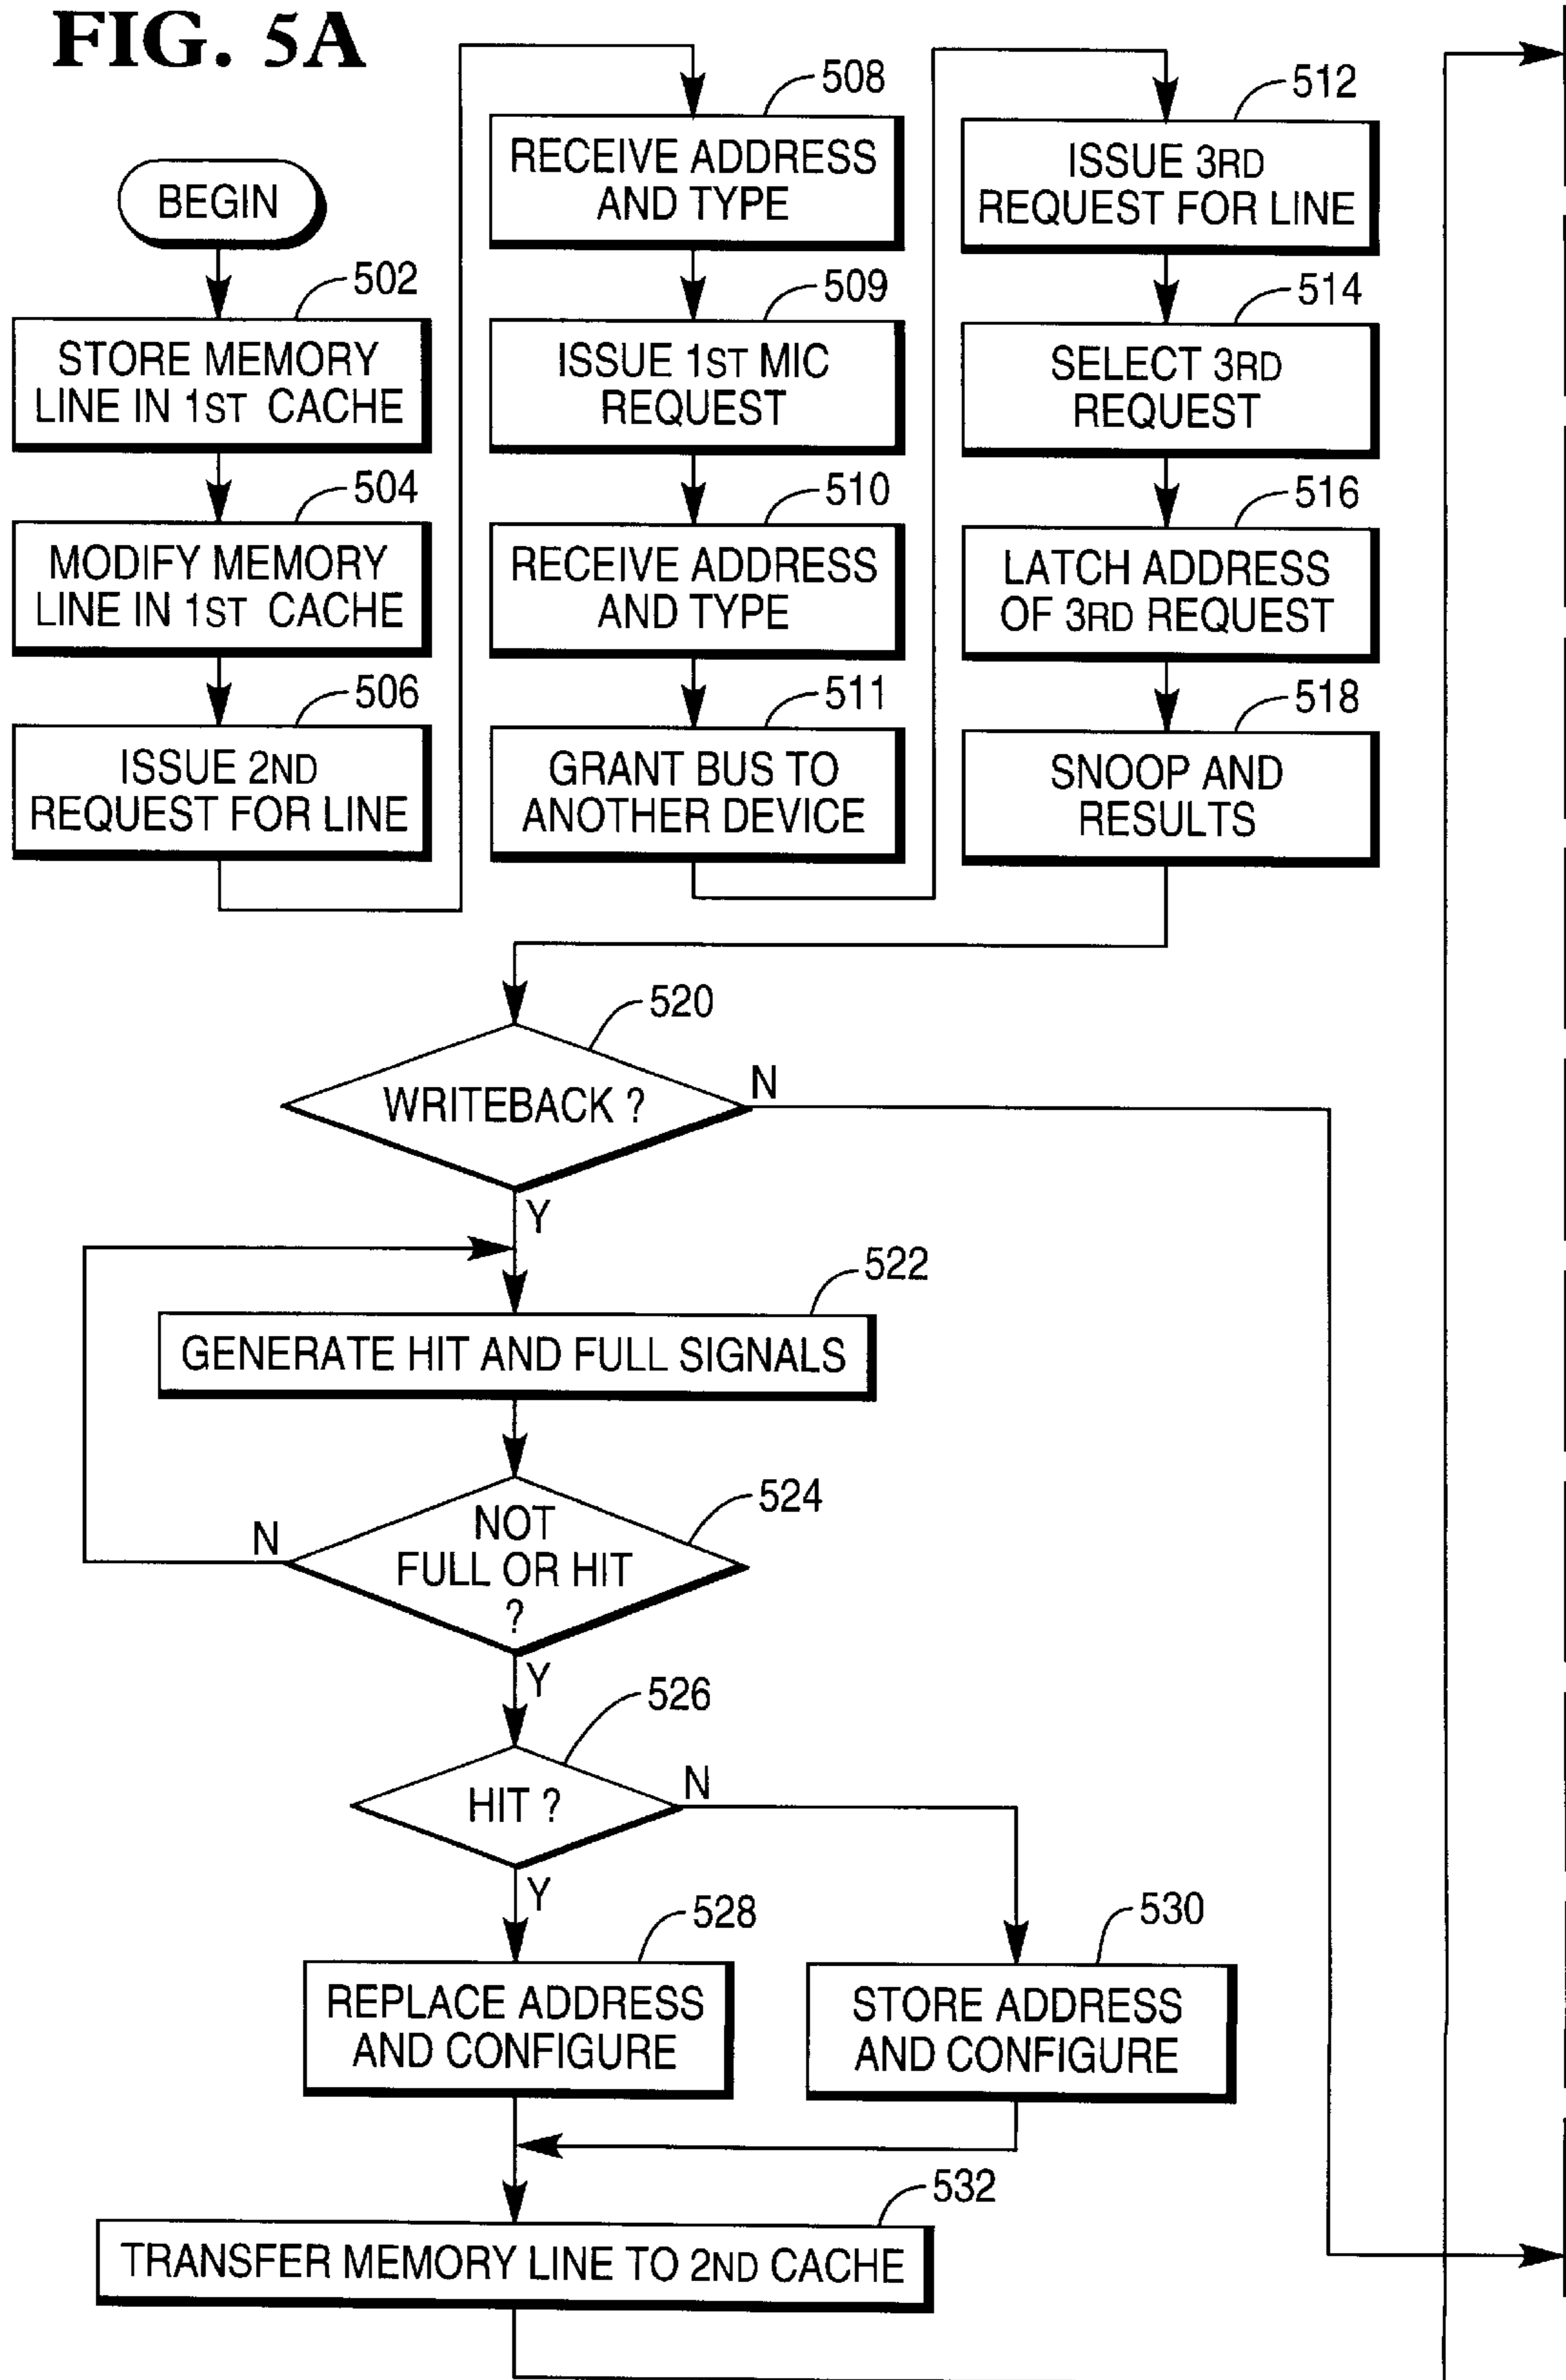 FIG. 5A
BEGIN
502
STORE MEMORY
LINE IN 1ST CACHE
504
MODIFY MEMORY
LINE IN 1ST CACHE
506
ISSUE 2ND
REQUEST FOR LINE
508
RECEIVE ADDRESS
AND TYPE
509
ISSUE 1ST MIC
REQUEST
510
RECEIVE ADDRESS
AND TYPE
511
GRANT BUS TO
ANOTHER DEVICE
512
ISSUE 3RD
REQUEST FOR LINE
514
SELECT 3RD
REQUEST
516
LATCH ADDRESS
OF 3RD REQUEST
518
SNOOP AND
RESULTS
520
WRITEBACK ?
N
Y
522
GENERATE HIT AND FULL SIGNALS
524
NOT
FULL OR HIT
?
N
Y
526
HIT ?
N
Y
528
REPLACE ADDRESS
AND CONFIGURE
530
STORE ADDRESS
AND CONFIGURE
532
TRANSFER MEMORY LINE TO 2ND CACHE